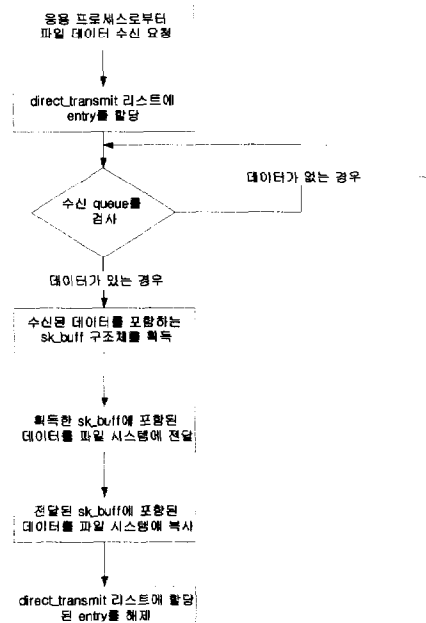 응용 프로세스로부터
파일 데이터 수신 요청
direct_transmit 리스트에
entry를 할당
데이터가 없는 경우
수신 queue를
검사
데이터가 있는 경우
수신된 데이터를 포함하는
sk_buff 구조체를 획득
획득한 sk_buff에 포함된
데이터를 파일 시스템에 전달
전달된 sk_buff에 포함된
데이터를 파일 시스템에 복사
direct_transmit 리스트에 할당
된 entry를 해제